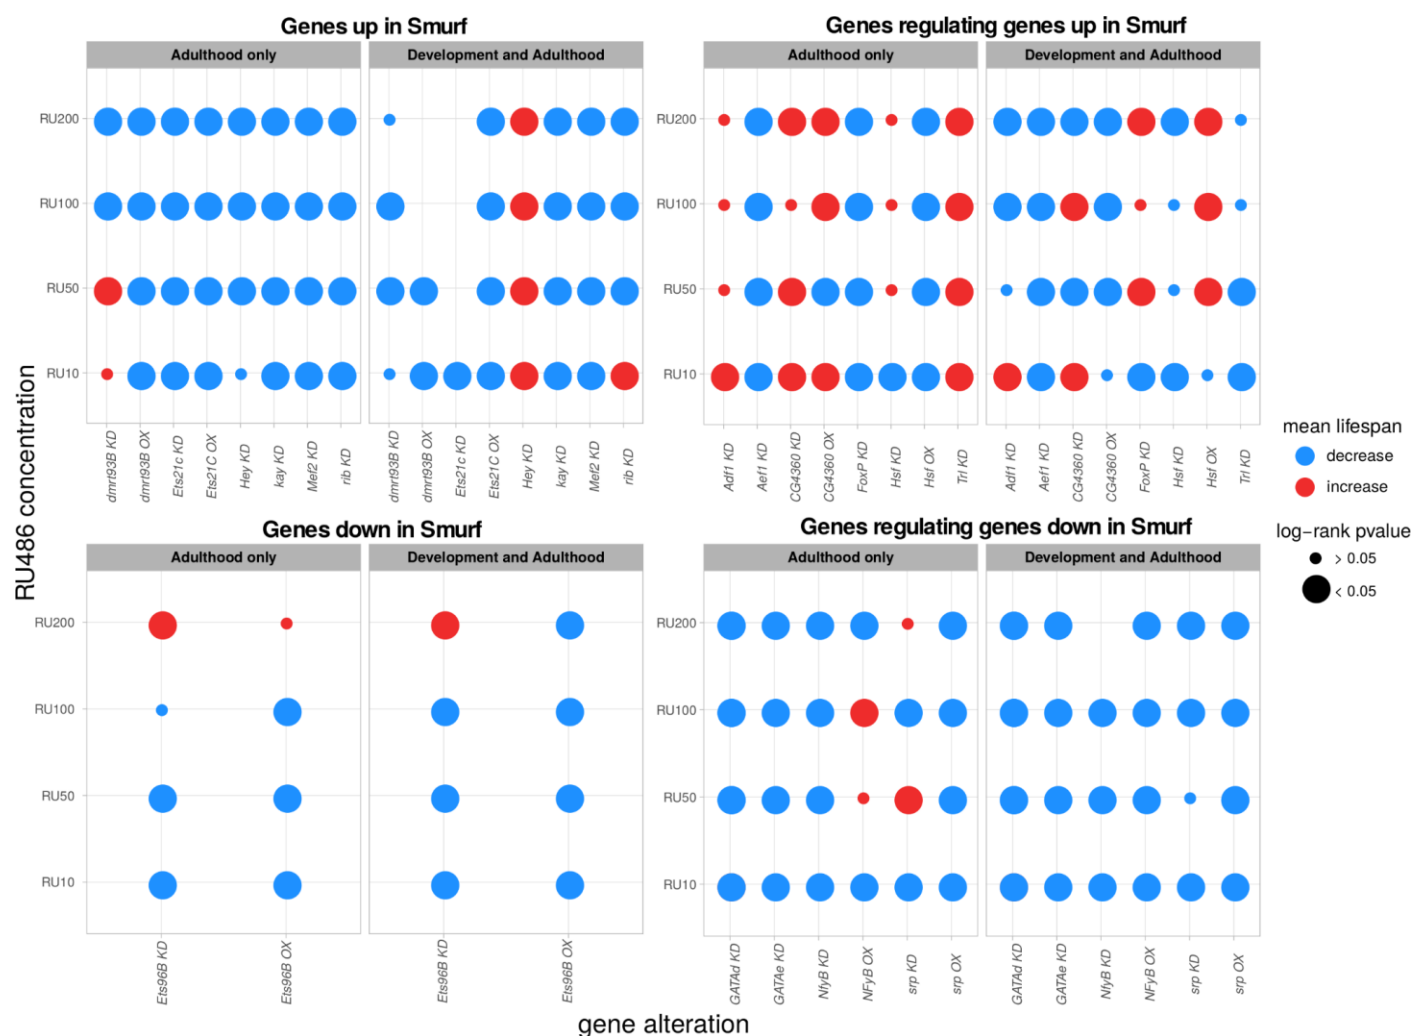 Genes up in Smurf
Adulthood only
Development and Adulthood
RU200
RU100
RU50
RU10
dmrt93B KD
dmrt93B OX
Ets21c KD
Ets21C OX
Hey KD
kay KD
Mef2 KD
rib KD
dmrt93B KD
dmrt93B OX
Ets21c KD
Ets21C OX
Hey KD
kay KD
Mef2 KD
rib KD
Genes regulating genes up in Smurf
Adulthood only
Development and Adulthood
RU200
RU100
RU50
RU10
Adf1 KD
Aef1 KD
CG4360 KD
CG4360 OX
FoxP KD
Hsf KD
Hsf OX
Trl KD
Adf1 KD
Aef1 KD
CG4360 KD
CG4360 OX
FoxP KD
Hsf KD
Hsf OX
Trl KD
Genes down in Smurf
Adulthood only
Development and Adulthood
RU200
RU100
RU50
RU10
Ets96B KD
Ets96B OX
Ets96B KD
Ets96B OX
Genes regulating genes down in Smurf
Adulthood only
Development and Adulthood
RU200
RU100
RU50
RU10
GATAd KD
GATAe KD
NfyB KD
NFyB OX
srp KD
srp OX
GATAd KD
GATAe KD
NfyB KD
NFyB OX
srp KD
srp OX
RU486 concentration
gene alteration
mean lifespan
decrease
increase
log−rank pvalue
> 0.05
< 0.05